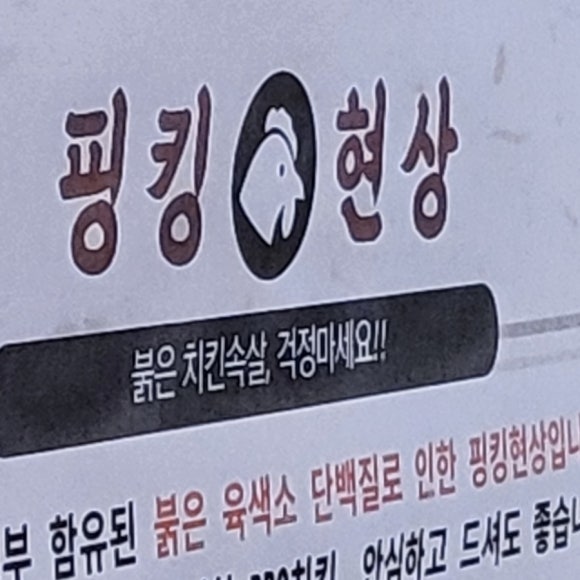 핑킹 현상
붉은 치킨속살, 걱정마세요!!
부 함유된 붉은 육색소 단백질로 인한 핑킹현상입니
안심하고 드셔도 좋습니